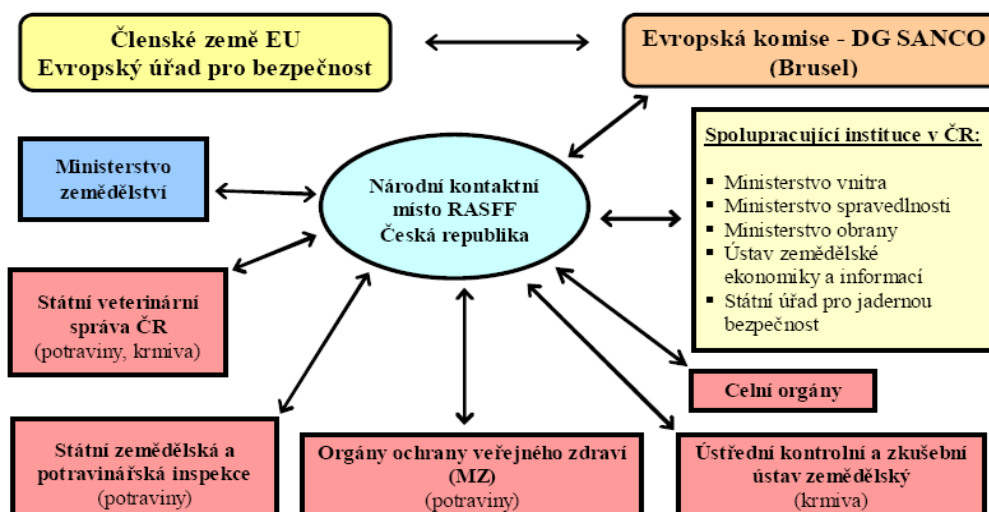 Členské země EU
Evropský úřad pro bezpečnost
Evropská komise - DG SANCO
(Brusel)
Ministerstvo
zemědělství
Národní kontaktní
místo RASFF
Česká republika
Spolupracující instituce v ČR:
▪ Ministerstvo vnitra
▪ Ministerstvo spravedlnosti
▪ Ministerstvo obrany
▪ Ústav zemědělské
ekonomiky a informací
▪ Státní úřad pro jadernou
bezpečnost
Státní veterinární
správa ČR
(potraviny, krmiva)
Celní orgány
Státní zemědělská a
potravinářská inspekce
(potraviny)
Orgány ochrany veřejného zdraví
(MZ)
(potraviny)
Ústřední kontrolní a zkušební
ústav zemědělský
(krmiva)